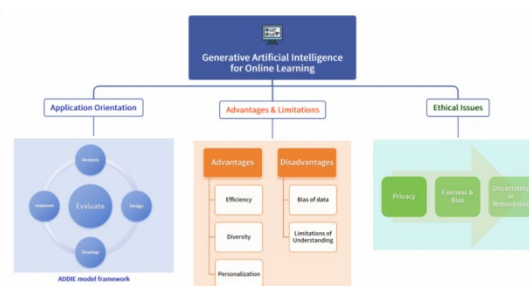 Generative Artificial Intelligence
for Online Learning
Application Orientation
Advantages & Limitations
Ethical Issues
Analysis
Implement
Evaluate
Design
Develop
ADDIE model framework
Advantages
Disadvantages
Efficiency
Bias of data
Diversity
Limitations of
Understanding
Personalization
Privacy
Fairness &
Bias
Uncertainty
in
Robustness